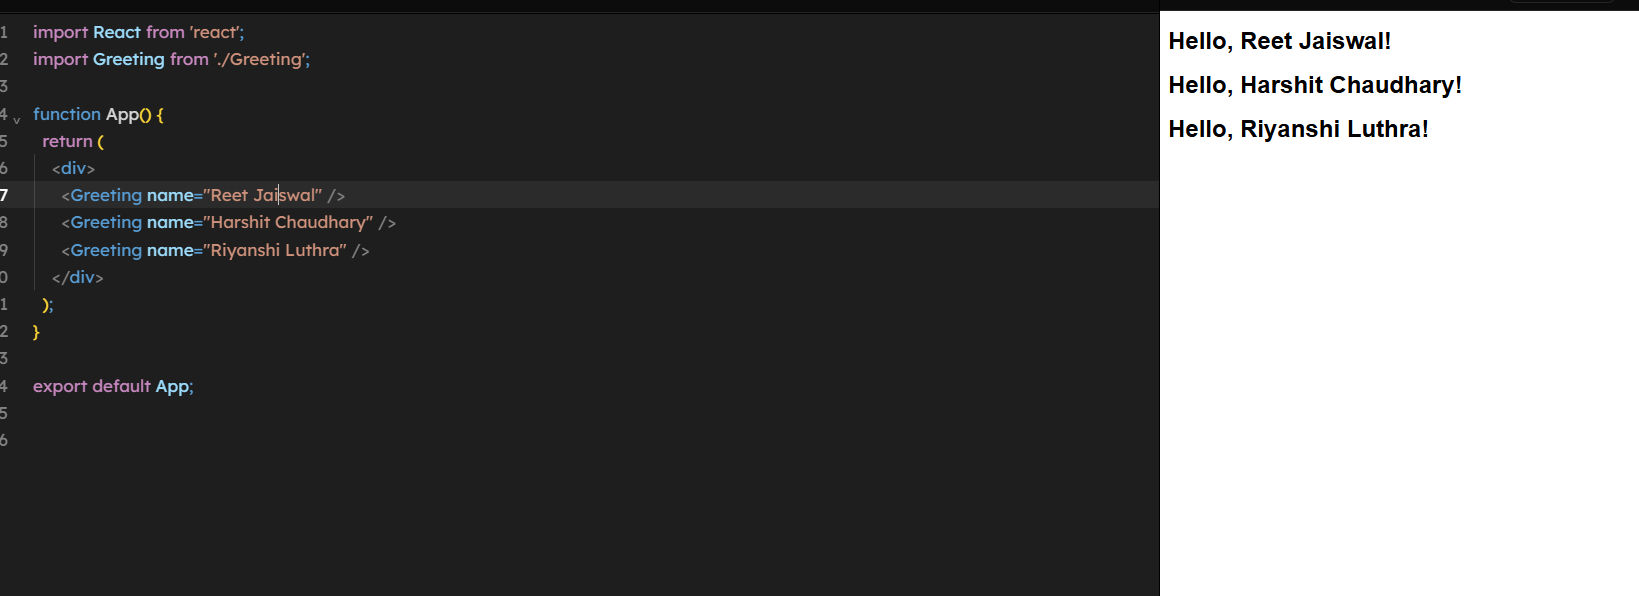 1 import React from 'react';
2 import Greeting from './Greeting';
3
4 function App() {
5 return (
6 <div>
7 <Greeting name="Reet Jaiswal" />
8 <Greeting name="Harshit Chaudhary" />
9 <Greeting name="Riyanshi Luthra" />
0 </div>
1 );
2 }
3
4 export default App;
5
6
Hello, Reet Jaiswal!
Hello, Harshit Chaudhary!
Hello, Riyanshi Luthra!